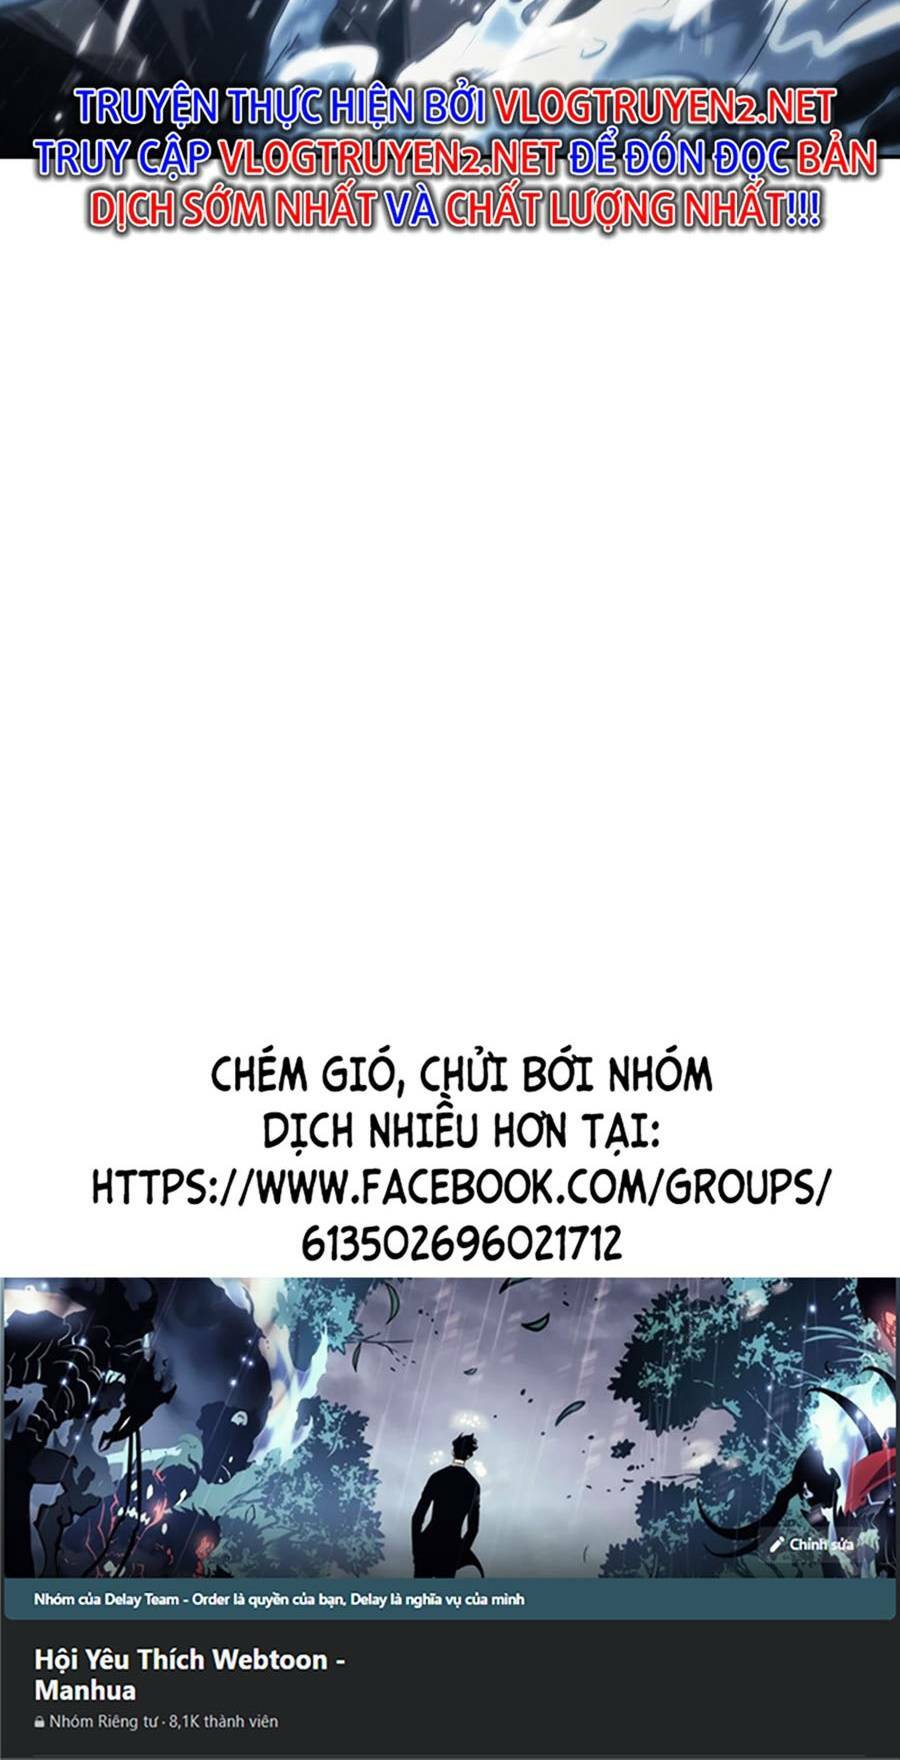 TRUYỆN THỰC HIỆN BỞI VLOGTRUYEN2.NET
TRUY CẬP VLOGTRUYEN2.NET ĐỂ ĐÓN ĐỌC BẢN
DỊCH SỚM NHẤT VÀ CHẤT LƯỢNG NHẤT!!!
CHÉM GIÓ, CHỬI BỚI NHÓM
DỊCH NHIỀU HƠN TẠI:
HTTPS://WWW.FACEBOOK.COM/GROUPS/
613502696021712
Chỉnh sửa
Nhóm của Delay Team - Order là quyền của bạn, Delay là nghĩa vụ của mình
Hội Yêu Thích Webtoon -
Manhua
Nhóm Riêng tư · 8,1K thành viên